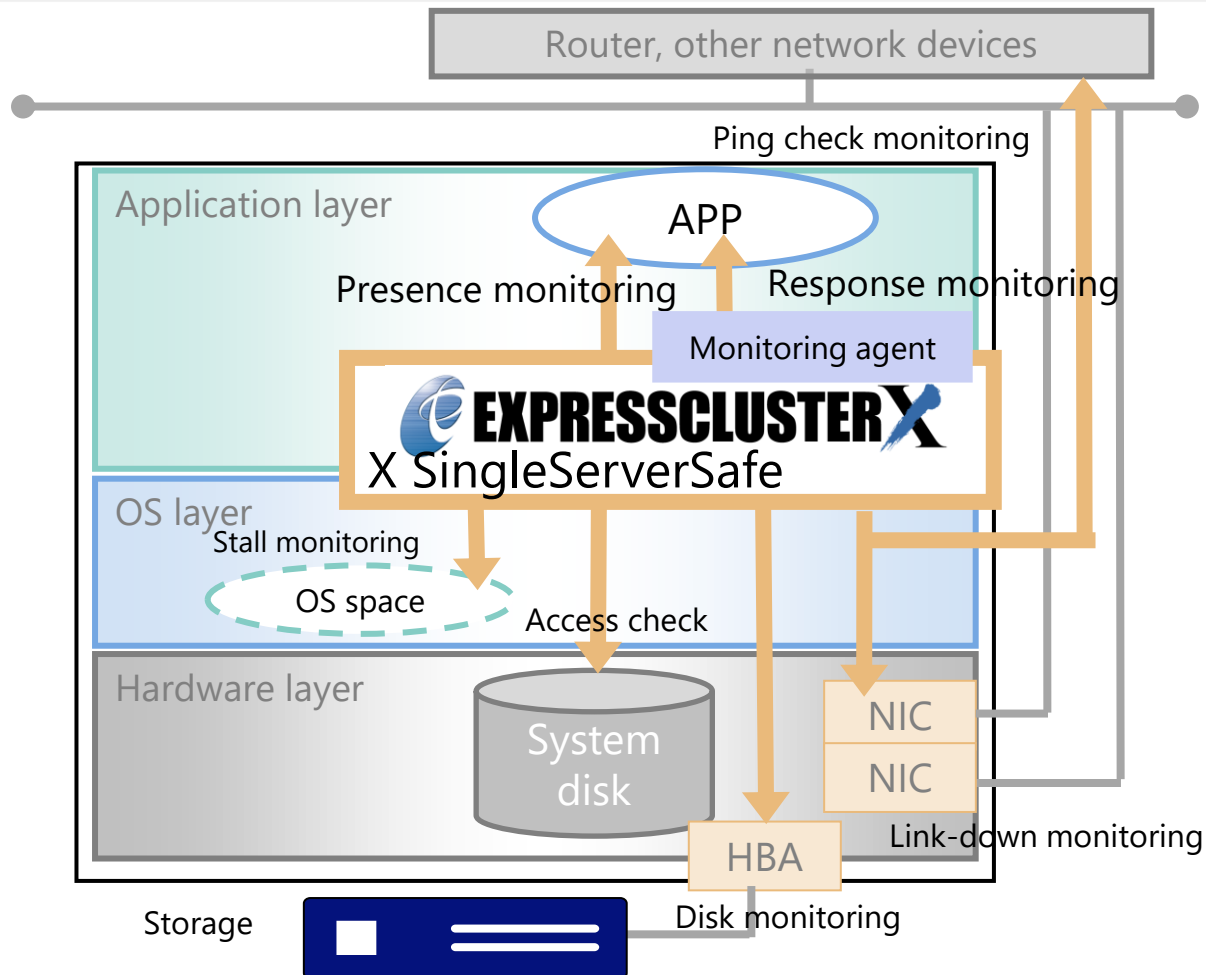 Router, other network devices
Ping check monitoring
Application layer
APP
Presence monitoring
Response monitoring
Monitoring agent
EXPRESSCLUSTER X
X SingleServerSafe
OS layer
Stall monitoring
OS space
Access check
Hardware layer
System
disk
NIC
NIC
Link-down monitoring
HBA
Disk monitoring
Storage